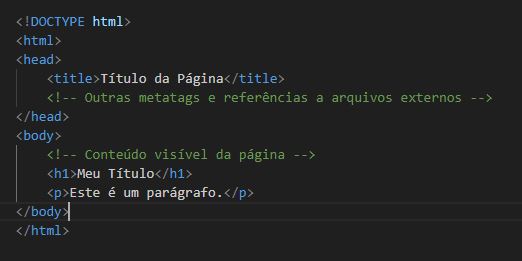 <!DOCTYPE html>
<html>
<head>
    <title>Título da Página</title>
    <!-- Outras metatags e referências a arquivos externos -->
</head>
<body>
    <!-- Conteúdo visível da página -->
    <h1>Meu Título</h1>
    <p>Este é um parágrafo.</p>
</body>
</html>